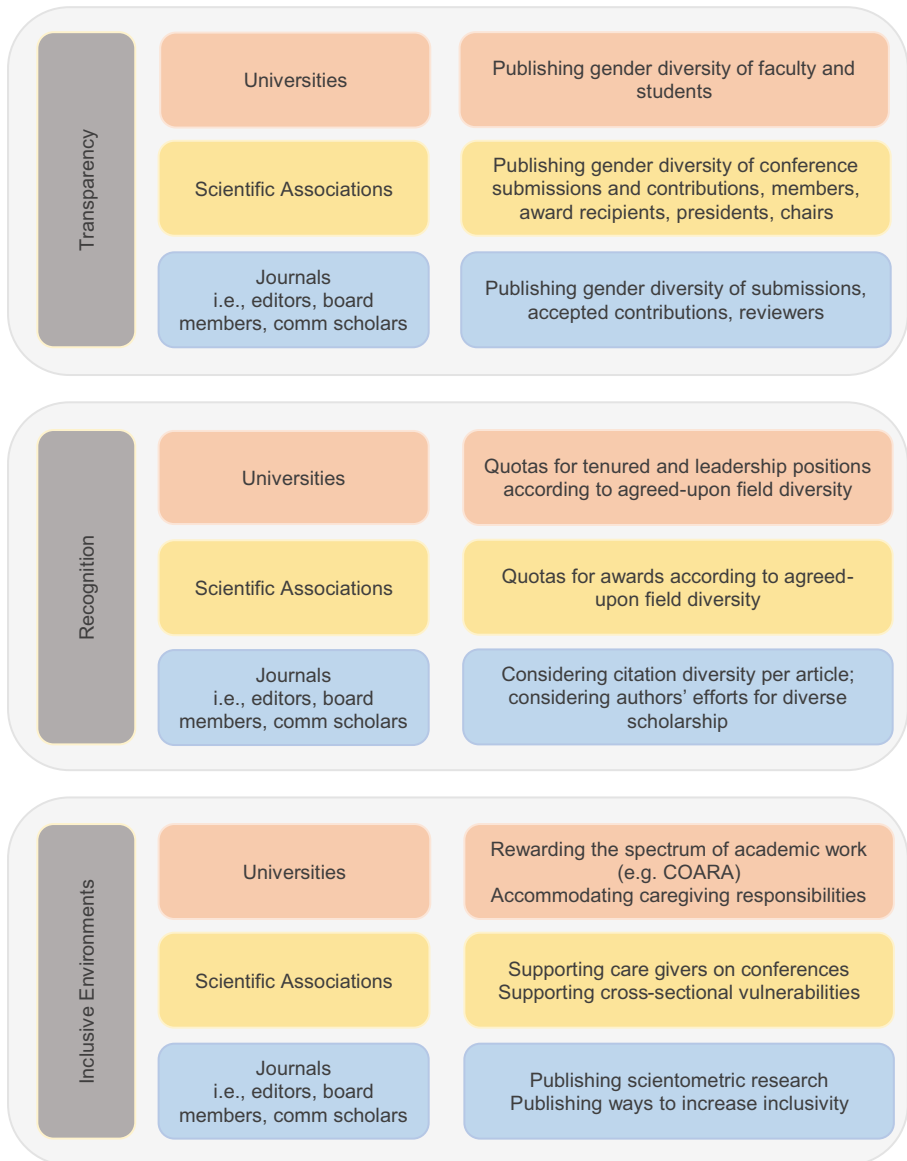 Transparency
Universities
Publishing gender diversity of faculty and
students
Scientific Associations
Publishing gender diversity of conference
submissions and contributions, members,
award recipients, presidents, chairs
Journals
i.e., editors, board
members, comm scholars
Publishing gender diversity of submissions,
accepted contributions, reviewers
Recognition
Universities
Quotas for tenured and leadership positions
according to agreed-upon field diversity
Scientific Associations
Quotas for awards according to agreed-
upon field diversity
Journals
i.e., editors, board
members, comm scholars
Considering citation diversity per article;
considering authors’ efforts for diverse
scholarship
Inclusive Environments
Universities
Rewarding the spectrum of academic work
(e.g. COARA)
Accommodating caregiving responsibilities
Scientific Associations
Supporting care givers on conferences
Supporting cross-sectional vulnerabilities
Journals
i.e., editors, board
members, comm scholars
Publishing scientometric research
Publishing ways to increase inclusivity